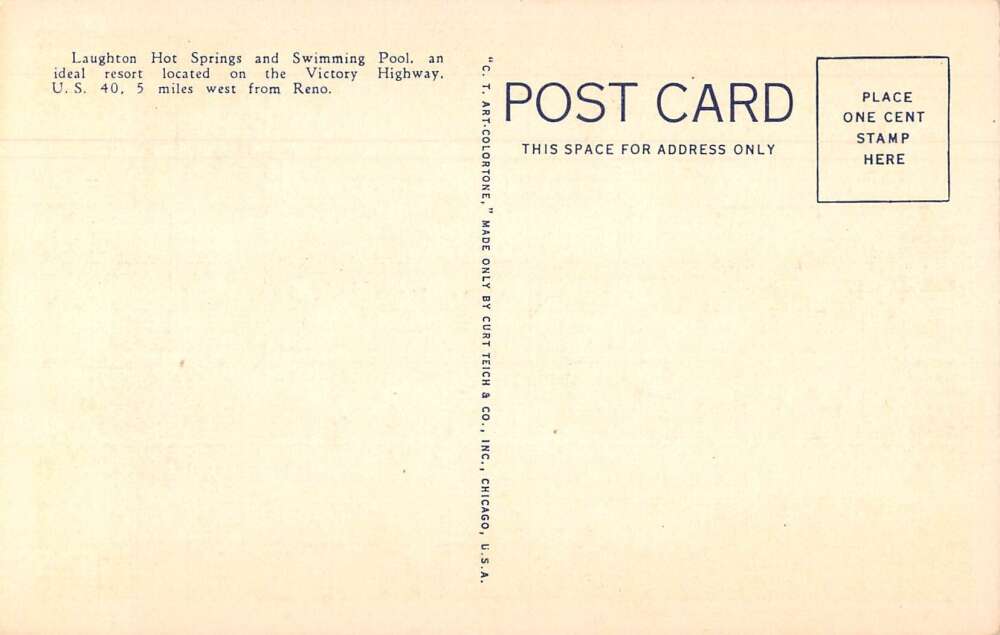 Laughton Hot Springs and Swimming Pool, an
ideal resort located on the Victory Highway,
U. S. 40, 5 miles west from Reno.
"C. T. ART-COLORTONE," MADE ONLY BY CURT TEICH & CO., INC., CHICAGO, U.S.A.
POST CARD
THIS SPACE FOR ADDRESS ONLY
PLACE
ONE CENT
STAMP
HERE